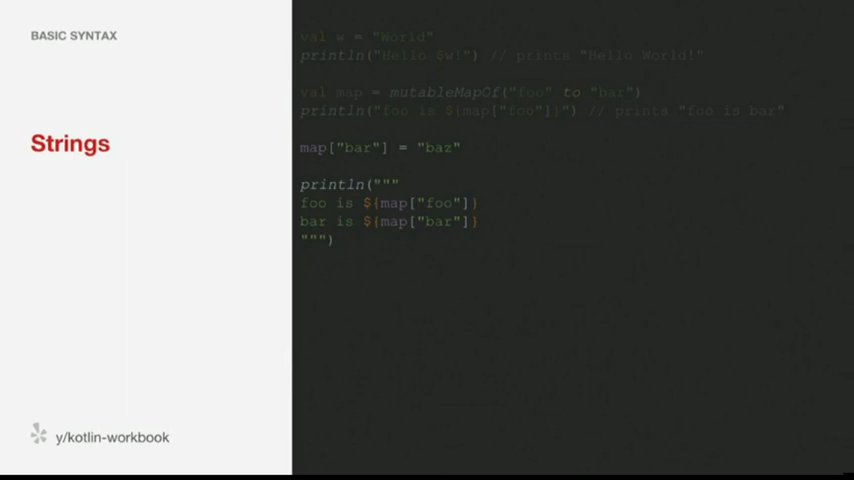 BASIC SYNTAX
Strings
y/kotlin-workbook
val w = "World"
println("Hello $w!") // prints "Hello World!"
val map = mutableMapOf("foo" to "bar")
println("foo is ${map["foo"]}") // prints "foo is bar"
map["bar"] = "baz"
println("""
foo is ${map["foo"]}
bar is ${map["bar"]}
""")